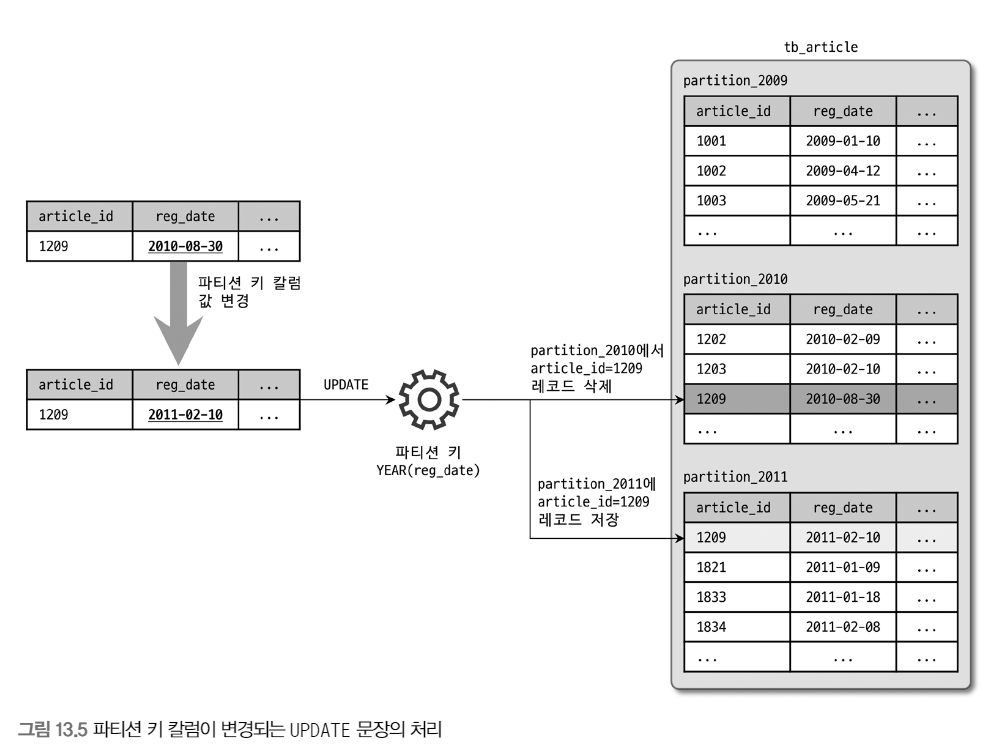 tb_article
partition_2009
article_id reg_date ...
1001 2009-01-10 ...
1002 2009-04-12 ...
1003 2009-05-21 ...
... ... ...
article_id reg_date ...
1209 2010-08-30 ...
파티션 키 칼럼
값 변경
article_id reg_date ...
1209 2011-02-10 ...
UPDATE
파티션 키
YEAR(reg_date)
partition_2010에서
article_id=1209
레코드 삭제
partition_2011에
article_id=1209
레코드 저장
partition_2010
article_id reg_date ...
1202 2010-02-09 ...
1203 2010-02-10 ...
1209 2010-08-30 ...
... ... ...
partition_2011
article_id reg_date ...
1209 2011-02-10 ...
1821 2011-01-09 ...
1833 2011-01-18 ...
1834 2011-02-08 ...
... ... ...
그림 13.5 파티션 키 칼럼이 변경되는 UPDATE 문장의 처리